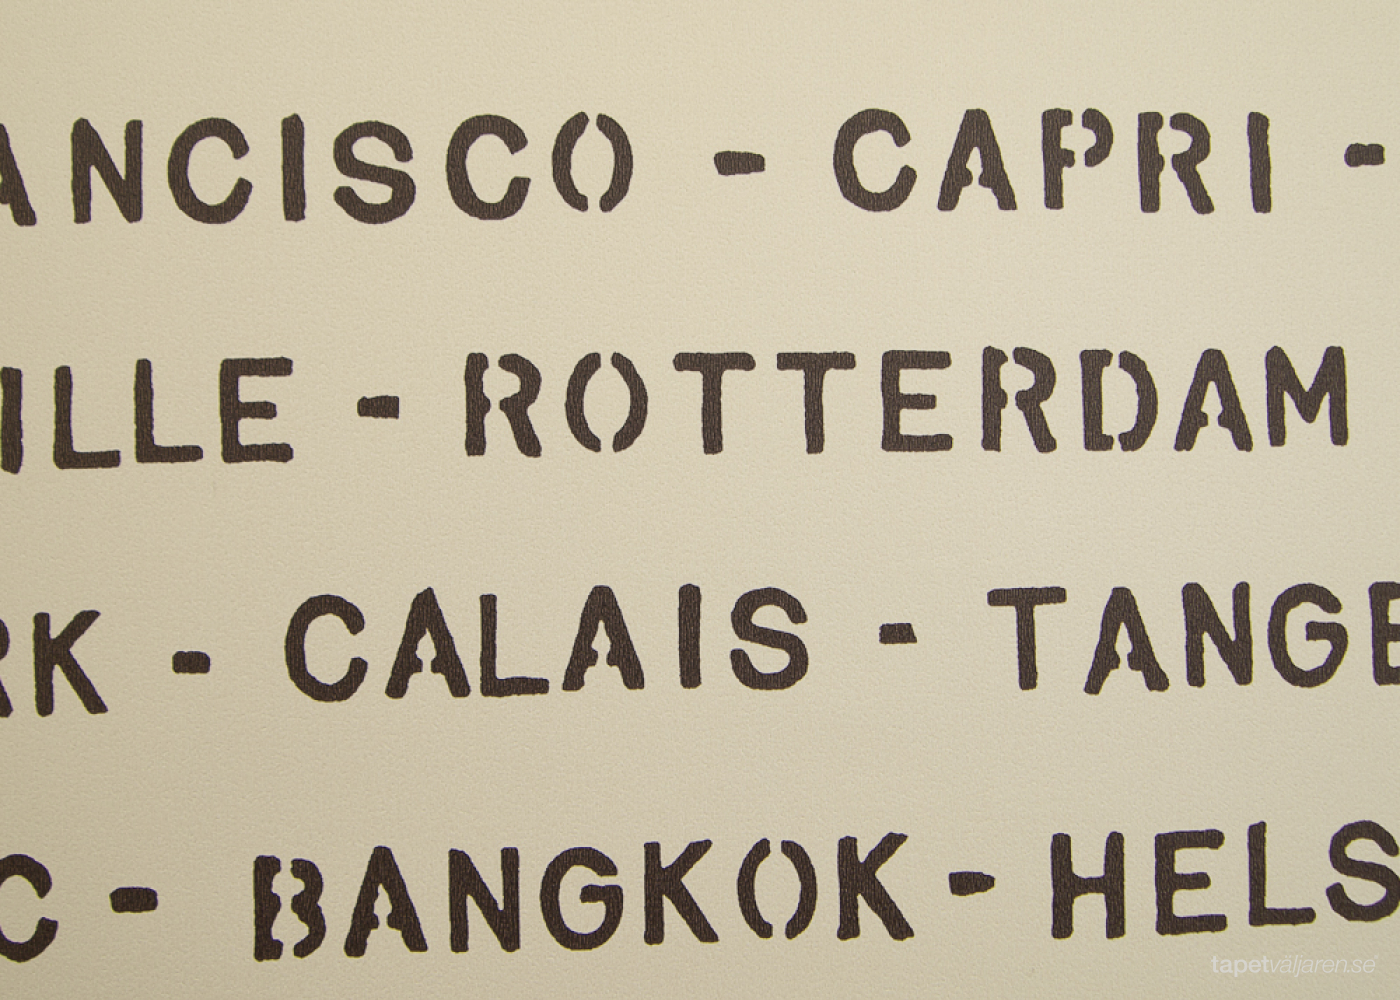 ANCISCO - CAPRI -
ILLE - ROTTERDAM
RK - CALAIS - TANGE
C - BANGKOK - HELS
tapetväljaren.se